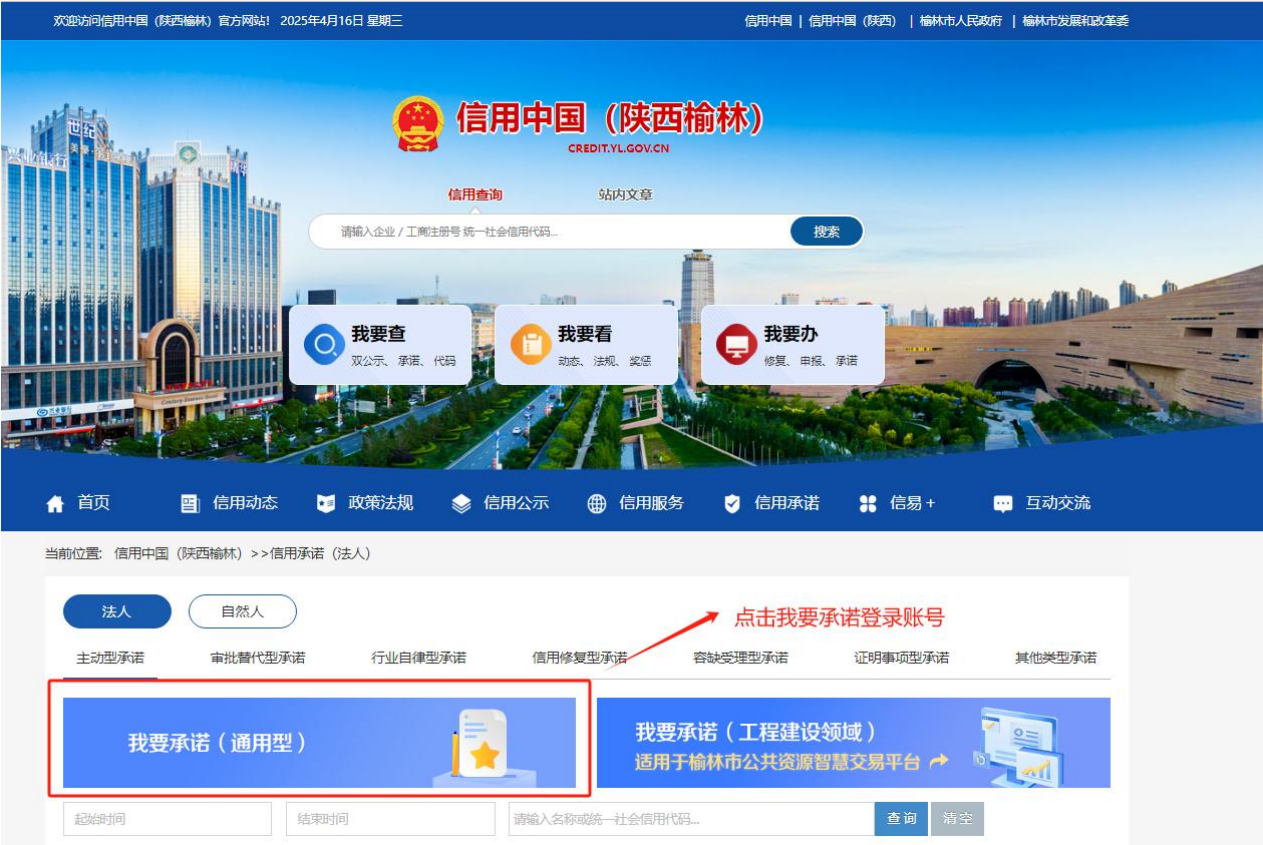 欢迎访问信用中国（陕西榆林）官方网站! 2025年4月16日 星期三
信用中国 | 信用中国（陕西） | 榆林市人民政府 | 榆林市发展和改革委
世纪
信用中国（陕西榆林）
CREDIT.YL.GOV.CN
信用查询
站内文章
请输入企业 / 工商注册号 统一社会信用代码...
搜索
我要查
双公示、承诺、代码
我要看
动态、法规、奖惩
我要办
修复、申报、承诺
首页
信用动态
政策法规
信用公示
信用服务
信用承诺
信易+
互动交流
当前位置: 信用中国（陕西榆林）>>信用承诺（法人）
法人
自然人
点击我要承诺登录账号
主动型承诺
审批替代型承诺
行业自律型承诺
信用修复型承诺
容缺受理型承诺
证明事项型承诺
其他类型承诺
我要承诺（通用型）
我要承诺（工程建设领域）
适用于榆林市公共资源智慧交易平台
起始时间
结束时间
请输入名称或统一社会信用代码...
查询
清空